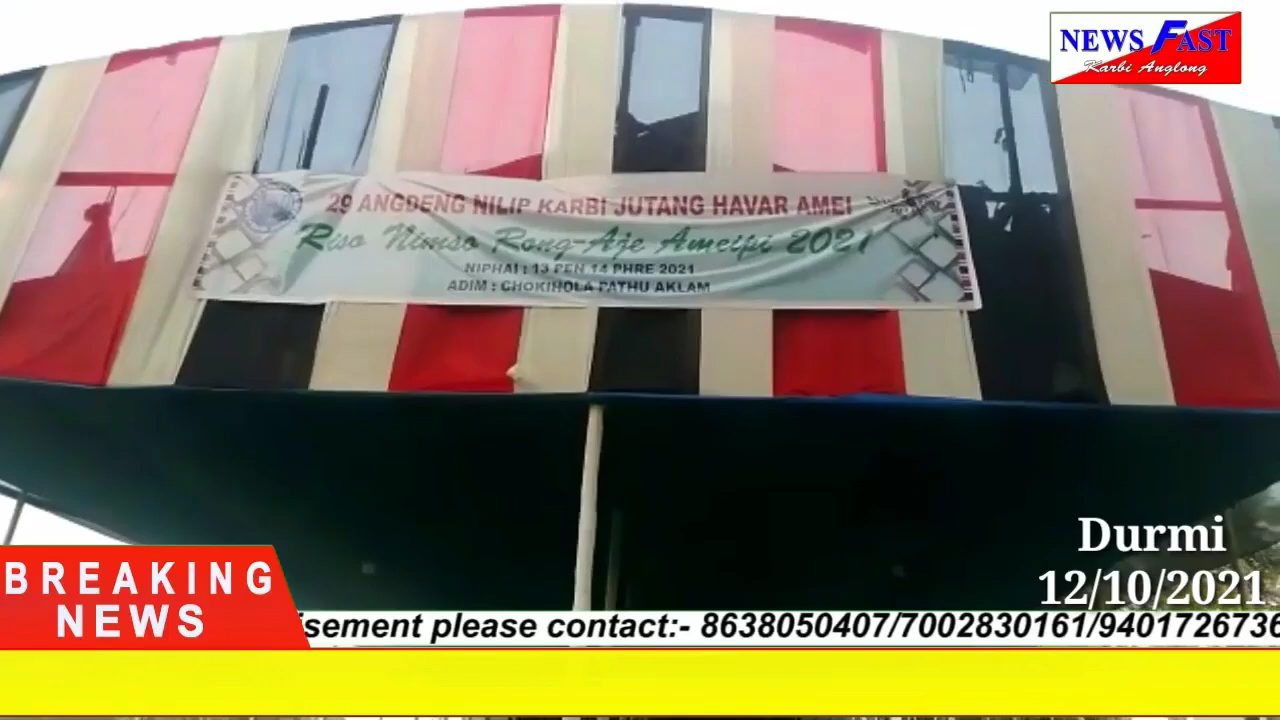 NEWS FAST
Karbi Anglong
29 ANGDENG NILIP KARBI JUTANG HAVAR AMEI
Riso Nimso Rong-Aje Ameipi 2021
NIPHAI : 13 PEN 14 PHRE 2021
ADIM : CHOKIHOLA PATHU AKLAM
Durmi
12/10/2021
BREAKING
NEWS
isement please contact:- 8638050407/7002830161/9401726736